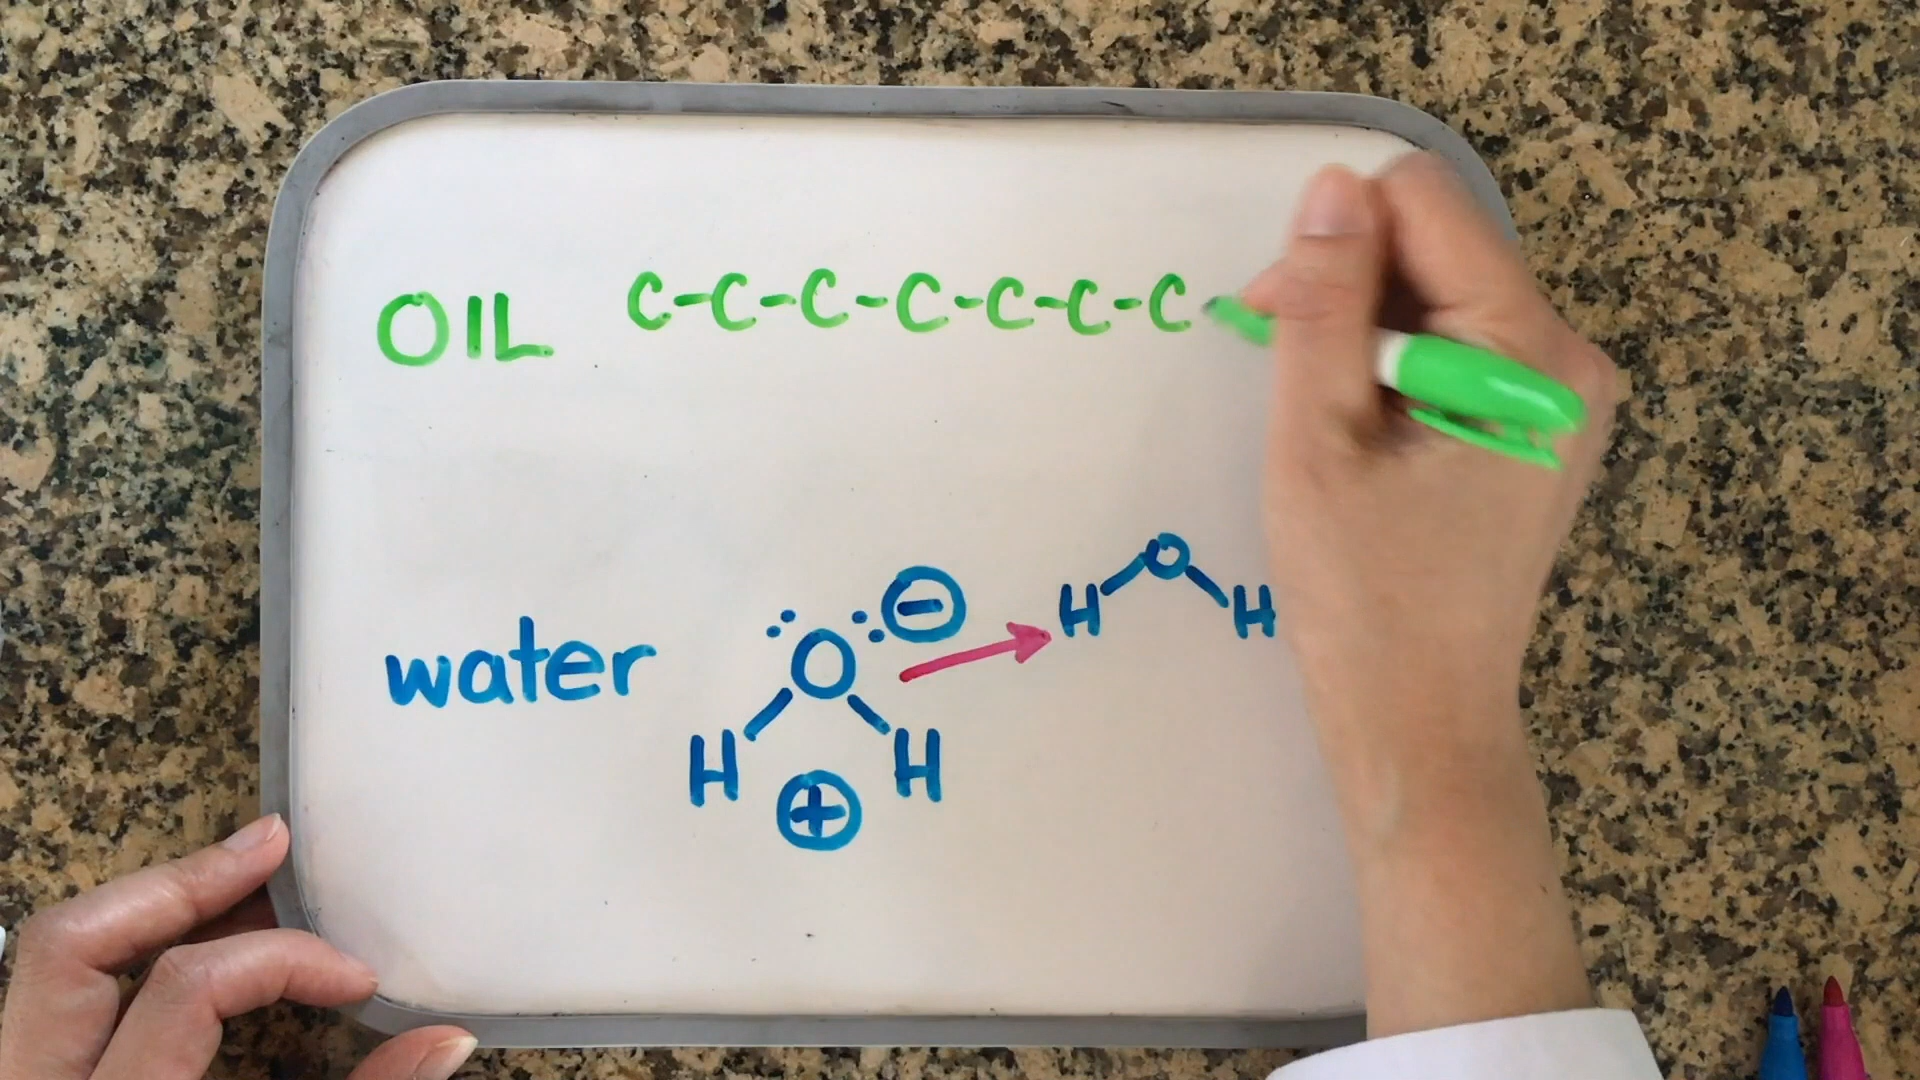 OIL C-C-C-C-C-C-C
H O H
water O ⊖
H H
⊕